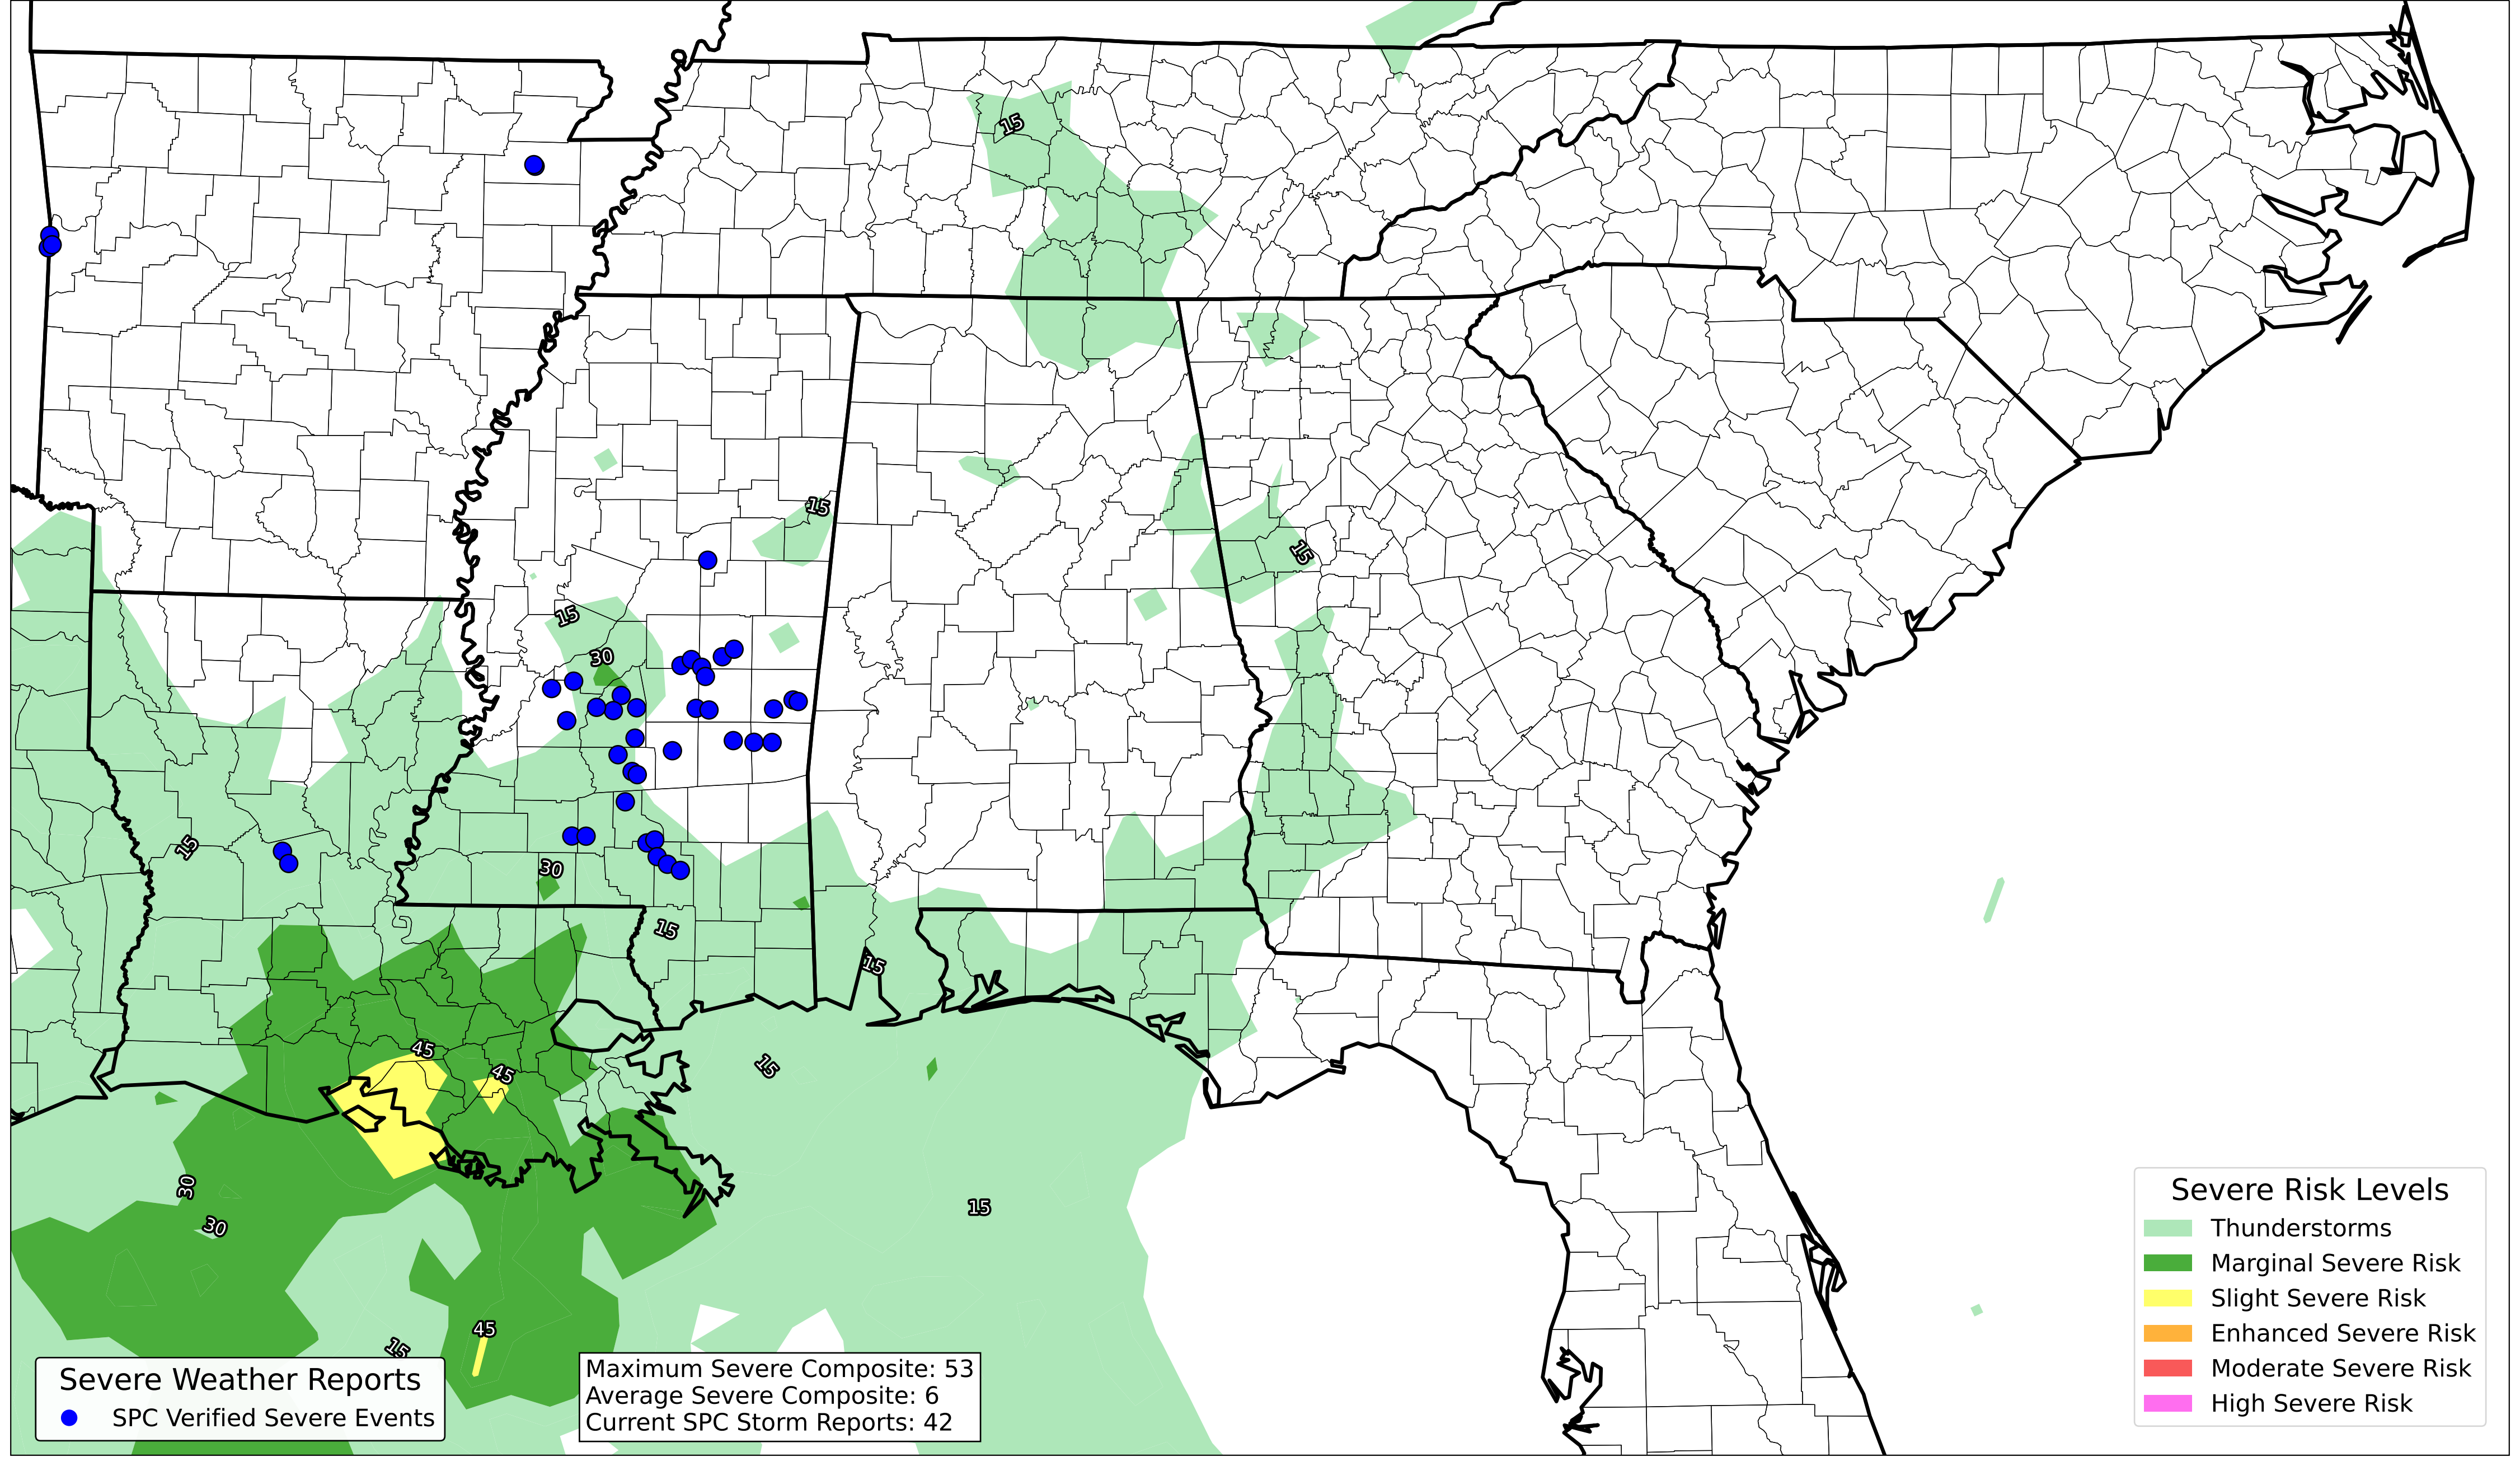 15
15
15
15
30
15
30
15
15
45
45
15
30
15
30
45
15
Severe Weather Reports
SPC Verified Severe Events
Maximum Severe Composite: 53
Average Severe Composite: 6
Current SPC Storm Reports: 42
Severe Risk Levels
Thunderstorms
Marginal Severe Risk
Slight Severe Risk
Enhanced Severe Risk
Moderate Severe Risk
High Severe Risk